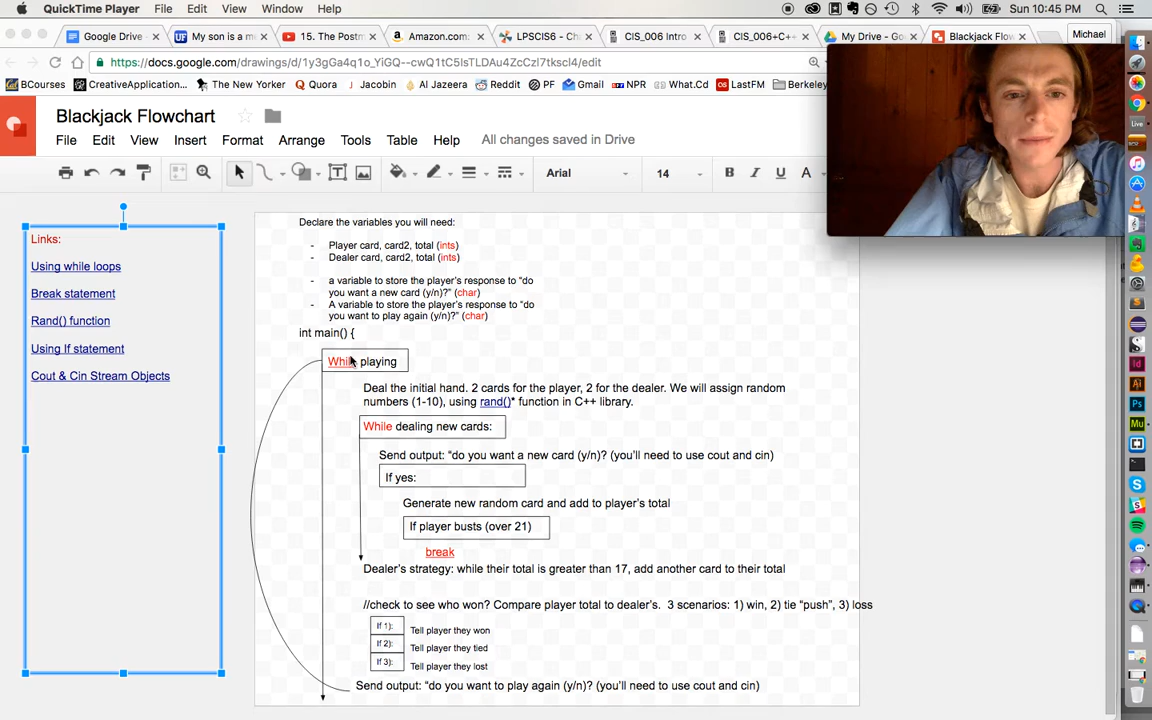 QuickTime Player File Edit View Window Help
Sun 10:45 PM
Google Drive -
My son is a m
15. The Postm
Amazon.com:
LPSCIS6 - Ch
CIS_006 Intro
CIS_006+C++
My Drive - Go
Blackjack Flow
Michael
https://docs.google.com/drawings/d/1y3gGa4q1o_YiGQ--cwQ1tC5IsTLDAu4ZcCzl7tkscl4/edit
BCourses
CreativeApplication...
The New Yorker
Quora
Jacobin
Al Jazeera
Reddit
PF
Gmail
NPR
What.Cd
LastFM
Berkeley
Blackjack Flowchart
File Edit View Insert Format Arrange Tools Table Help All changes saved in Drive
Arial 14 B I U A
Links:
Using while loops
Break statement
Rand() function
Using If statement
Cout & Cin Stream Objects
Declare the variables you will need:
- Player card, card2, total (ints)
- Dealer card, card2, total (ints)
- a variable to store the player's response to "do
you want a new card (y/n)?" (char)
- A variable to store the player's response to "do
you want to play again (y/n)?" (char)
int main() {
While playing
Deal the initial hand. 2 cards for the player, 2 for the dealer. We will assign random
numbers (1-10), using rand()* function in C++ library.
While dealing new cards:
Send output: "do you want a new card (y/n)? (you'll need to use cout and cin)
If yes:
Generate new random card and add to player's total
If player busts (over 21)
break
Dealer's strategy: while their total is greater than 17, add another card to their total
//check to see who won? Compare player total to dealer's. 3 scenarios: 1) win, 2) tie "push", 3) loss
If 1): Tell player they won
If 2): Tell player they tied
If 3): Tell player they lost
Send output: "do you want to play again (y/n)? (you'll need to use cout and cin)
Live
Id
Ai
Ps
Mu